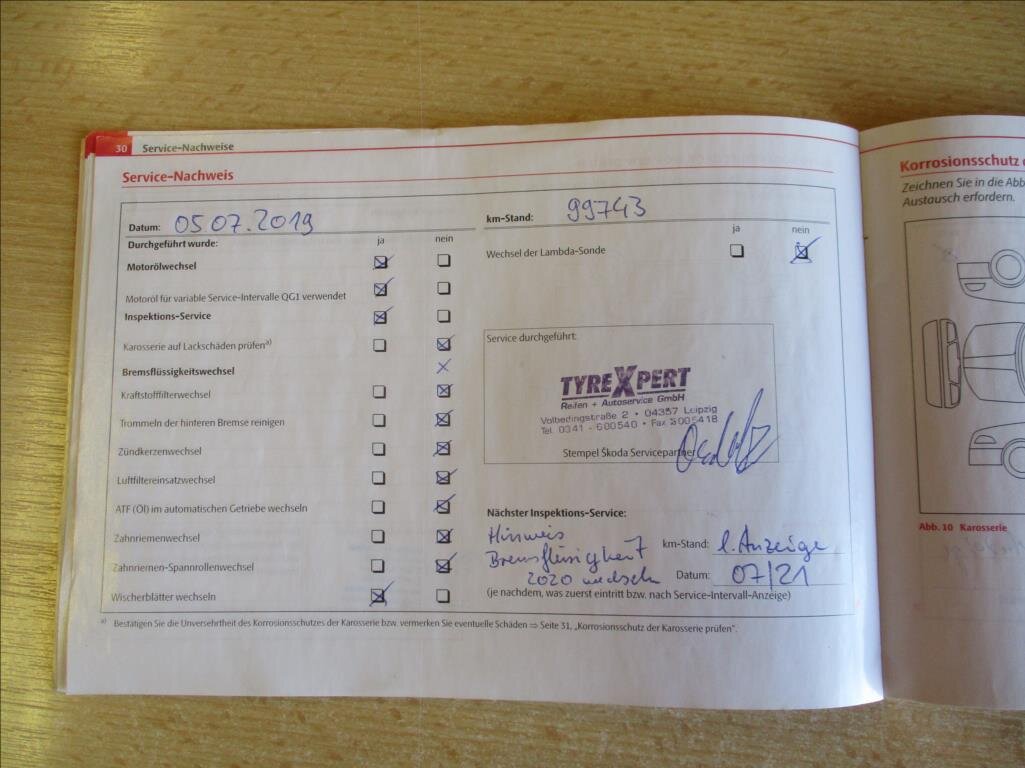 30 Service-Nachweise
Service-Nachweis
Datum: 05 07.2019
km-Stand: 99743
Durchgeführt wurde: ja nein
ja nein
Motorölwechsel
Wechsel der Lambda-Sonde
Motoröl für variable Service-Intervalle QG1 verwendet
Inspektions-Service
Karosserie auf Lackschäden prüfena)
Bremsflüssigkeitswechsel
Kraftstofffilterwechsel
Trommeln der hinteren Bremse reinigen
Zündkerzenwechsel
Luftfiltereinsatzwechsel
ATF (Öl) im automatischen Getriebe wechseln
Zahnriemenwechsel
Zahnriemen-Spannrollenwechsel
Wischerblätter wechseln
Service durchgeführt:
TYREXPERT
Reifen + Autoservice GmbH
Volbedingstraße 2 • 04357 Leipzig
Tel. 0341 - 600540 • Fax 6005418
Stempel Škoda Servicepartner
Nächster Inspektions-Service:
Hinweis
Bremsflüssigkeit
2020 wechseln
km-Stand: l. Anzeige
Datum: 07/21
(je nachdem, was zuerst eintritt bzw. nach Service-Intervall-Anzeige)
a) Bestätigen Sie die Unversehrtheit des Korrosionsschutzes der Karosserie bzw. vermerken Sie eventuelle Schäden ⇒ Seite 31, „Korrosionsschutz der Karosserie prüfen“.
Korrosionsschutz
Zeichnen Sie in die Abb
Austausch erfordern.
Abb. 10 Karosserie